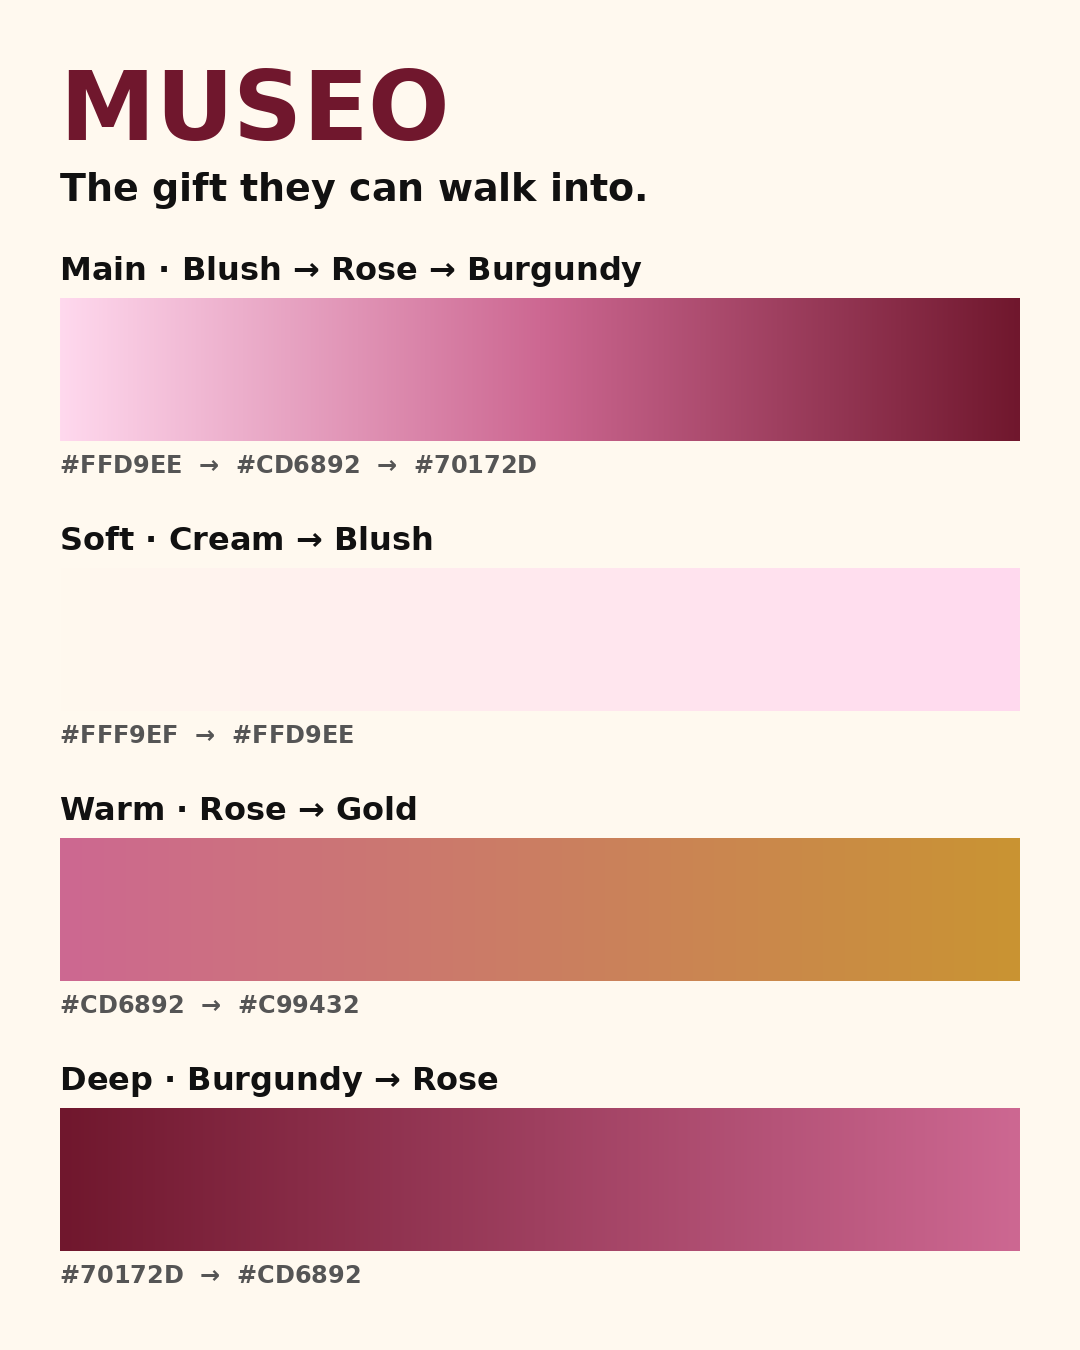 MUSEO
The gift they can walk into.
Main · Blush → Rose → Burgundy
#FFD9EE → #CD6892 → #70172D
Soft · Cream → Blush
#FFF9EF → #FFD9EE
Warm · Rose → Gold
#CD6892 → #C99432
Deep · Burgundy → Rose
#70172D → #CD6892